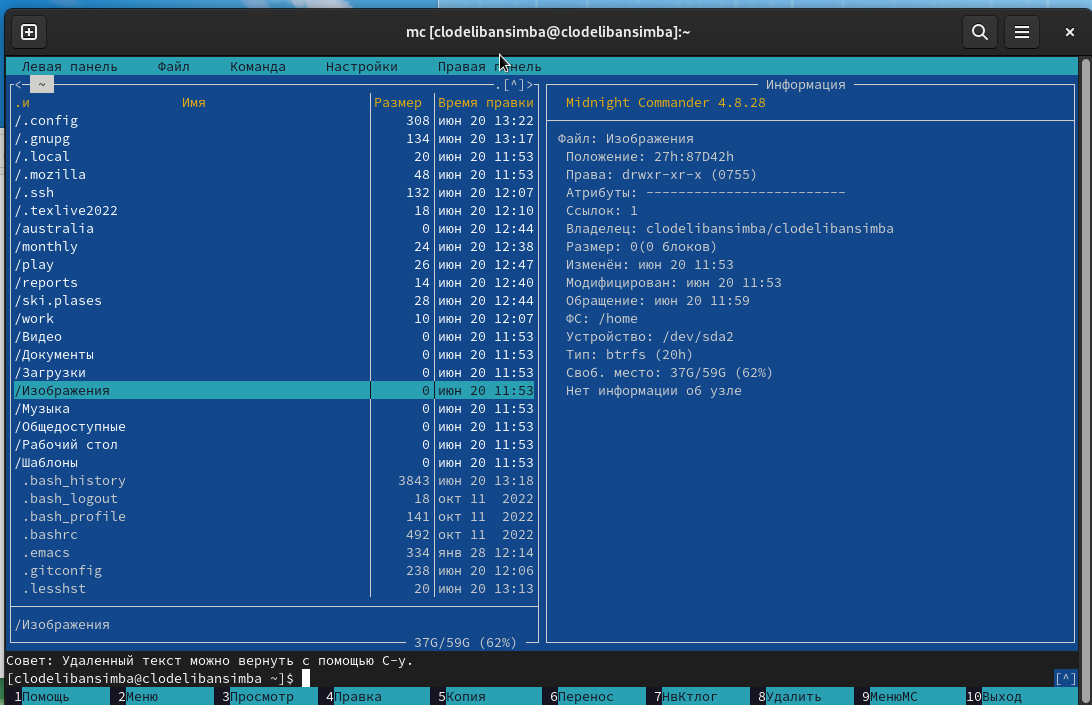 mc [clodelibansimba@clodelibansimba]:~
Левая панель Файл Команда Настройки Правая панель
<─ ~ .[^]>
.и Имя Размер Время правки
/.config 308 июн 20 13:22
/.gnupg 134 июн 20 13:17
/.local 20 июн 20 11:53
/.mozilla 48 июн 20 11:53
/.ssh 132 июн 20 12:07
/.texlive2022 18 июн 20 12:10
/australia 0 июн 20 12:44
/monthly 24 июн 20 12:38
/play 26 июн 20 12:47
/reports 14 июн 20 12:40
/ski.plases 28 июн 20 12:44
/work 10 июн 20 12:07
/Видео 0 июн 20 11:53
/Документы 0 июн 20 11:53
/Загрузки 0 июн 20 11:53
/Изображения 0 июн 20 11:53
/Музыка 0 июн 20 11:53
/Общедоступные 0 июн 20 11:53
/Рабочий стол 0 июн 20 11:53
/Шаблоны 0 июн 20 11:53
.bash_history 3843 июн 20 13:18
.bash_logout 18 окт 11 2022
.bash_profile 141 окт 11 2022
.bashrc 492 окт 11 2022
.emacs 334 янв 28 12:14
.gitconfig 238 июн 20 12:06
.lesshst 20 июн 20 13:13
/Изображения
37G/59G (62%)
Информация
Midnight Commander 4.8.28
Файл: Изображения
Положение: 27h:87D42h
Права: drwxr-xr-x (0755)
Атрибуты: -------------------------
Ссылок: 1
Владелец: clodelibansimba/clodelibansimba
Размер: 0(0 блоков)
Изменён: июн 20 11:53
Модифицирован: июн 20 11:53
Обращение: июн 20 11:59
ФС: /home
Устройство: /dev/sda2
Тип: btrfs (20h)
Своб. место: 37G/59G (62%)
Нет информации об узле
Совет: Удаленный текст можно вернуть с помощью C-y.
[clodelibansimba@clodelibansimba ~]$ [^]
1Помощь 2Меню 3Просмотр 4Правка 5Копия 6Перенос 7НвКтлог 8Удалить 9МенюМС 10Выход